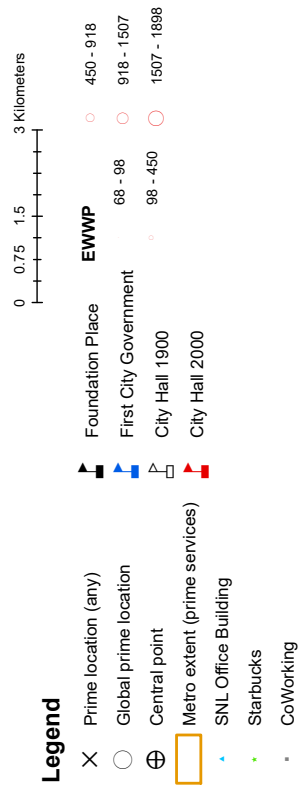 Legend
Prime location (any)
Global prime location
Central point
Metro extent (prime services)
SNL Office Building
Starbucks
CoWorking
Foundation Place
First City Government
City Hall 1900
City Hall 2000
0 0.75 1.5 3 Kilometers
EWWP
68 - 98
98 - 450
450 - 918
918 - 1507
1507 - 1898